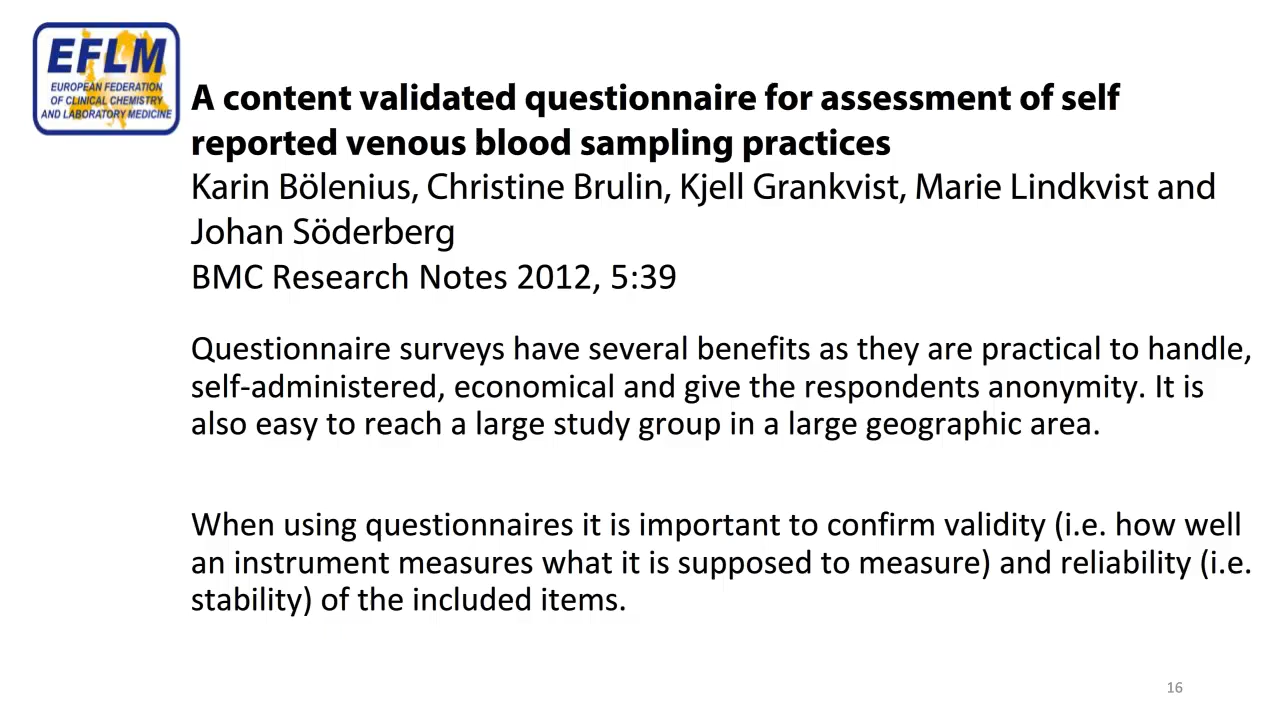 EFLM
EUROPEAN FEDERATION
OF CLINICAL CHEMISTRY
AND LABORATORY MEDICINE
A content validated questionnaire for assessment of self
reported venous blood sampling practices
Karin Bölenius, Christine Brulin, Kjell Grankvist, Marie Lindkvist and
Johan Söderberg
BMC Research Notes 2012, 5:39
Questionnaire surveys have several benefits as they are practical to handle,
self-administered, economical and give the respondents anonymity. It is
also easy to reach a large study group in a large geographic area.
When using questionnaires it is important to confirm validity (i.e. how well
an instrument measures what it is supposed to measure) and reliability (i.e.
stability) of the included items.
16